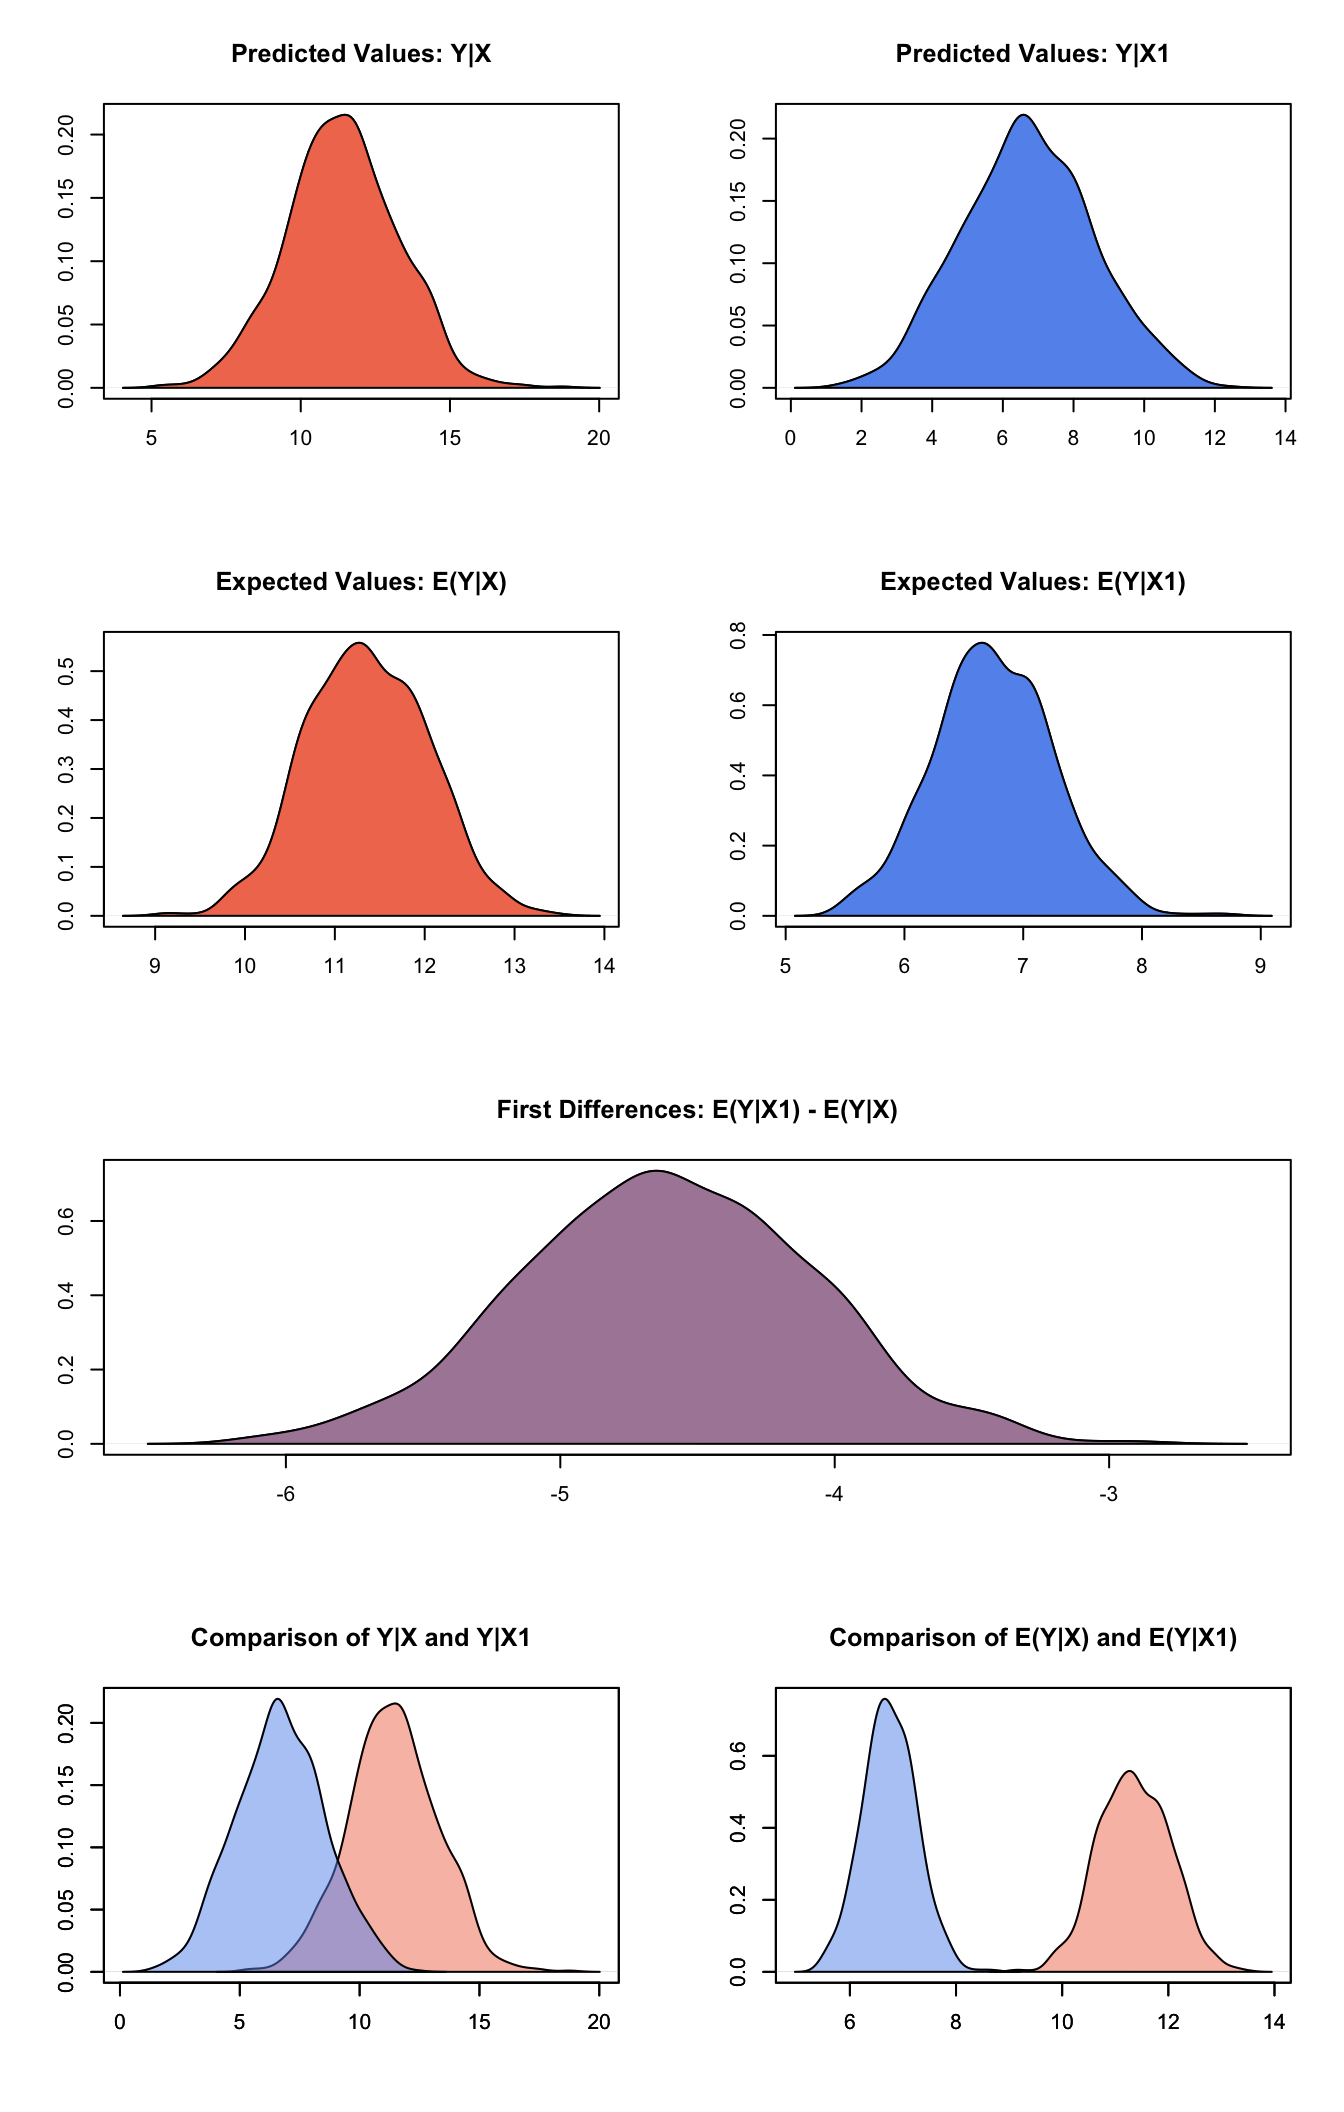 Predicted Values: Y|X
0.00 0.05 0.10 0.15 0.20
5 10 15 20
Predicted Values: Y|X1
0.00 0.05 0.10 0.15 0.20
0 2 4 6 8 10 12 14
Expected Values: E(Y|X)
0.0 0.1 0.2 0.3 0.4 0.5
9 10 11 12 13 14
Expected Values: E(Y|X1)
0.0 0.2 0.4 0.6 0.8
5 6 7 8 9
First Differences: E(Y|X1) - E(Y|X)
0.0 0.2 0.4 0.6
-6 -5 -4 -3
Comparison of Y|X and Y|X1
0.00 0.05 0.10 0.15 0.20
0 5 10 15 20
Comparison of E(Y|X) and E(Y|X1)
0.0 0.2 0.4 0.6
6 8 10 12 14